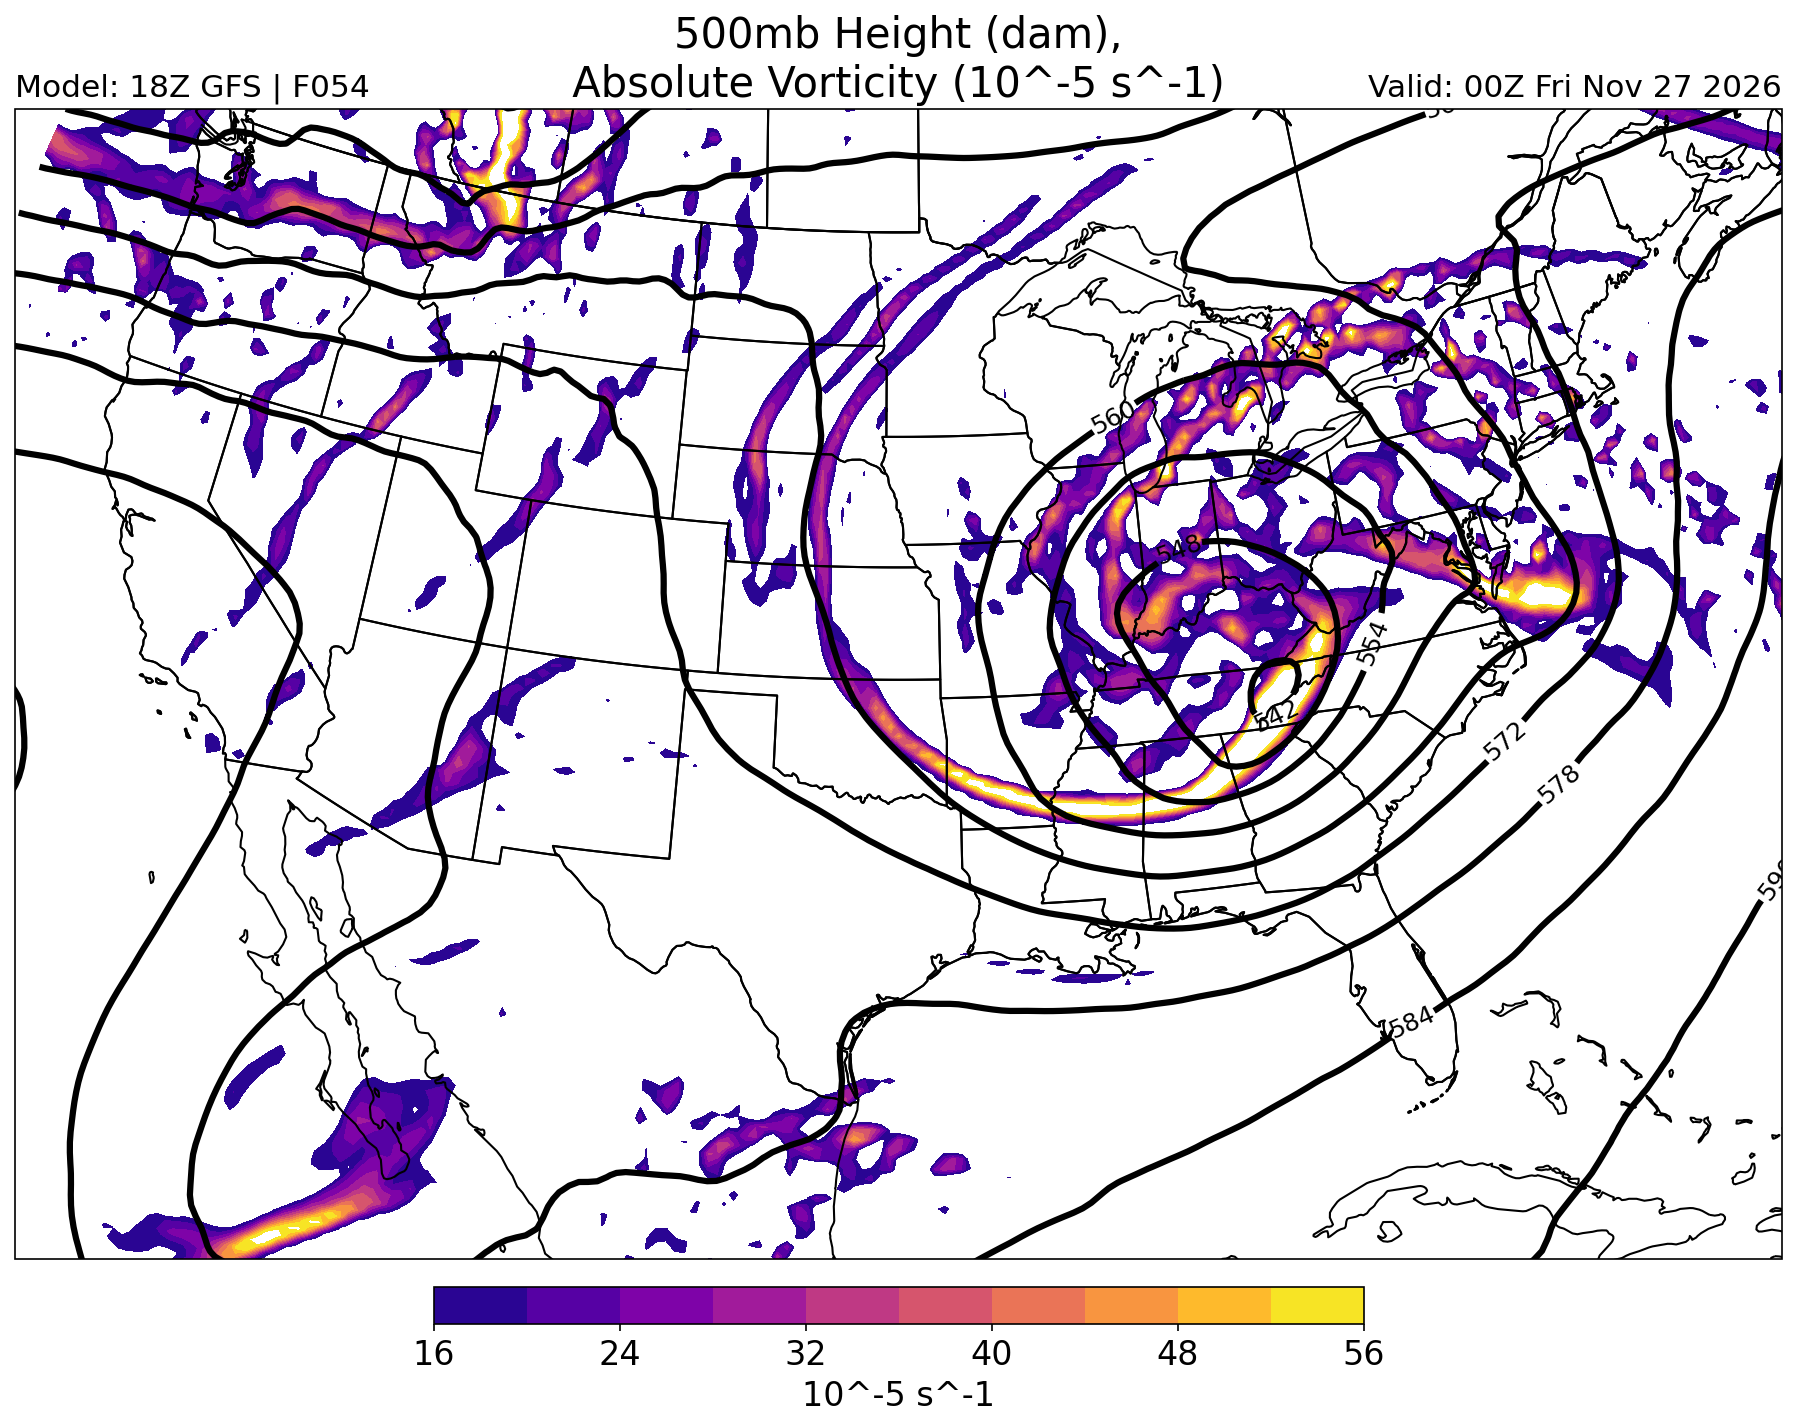 500mb Height (dam),
Absolute Vorticity (10^-5 s^-1)
Model: 18Z GFS | F054
Valid: 00Z Fri Nov 27 2026
560
548
554
542
572
578
584
16 24 32 40 48 56
10^-5 s^-1